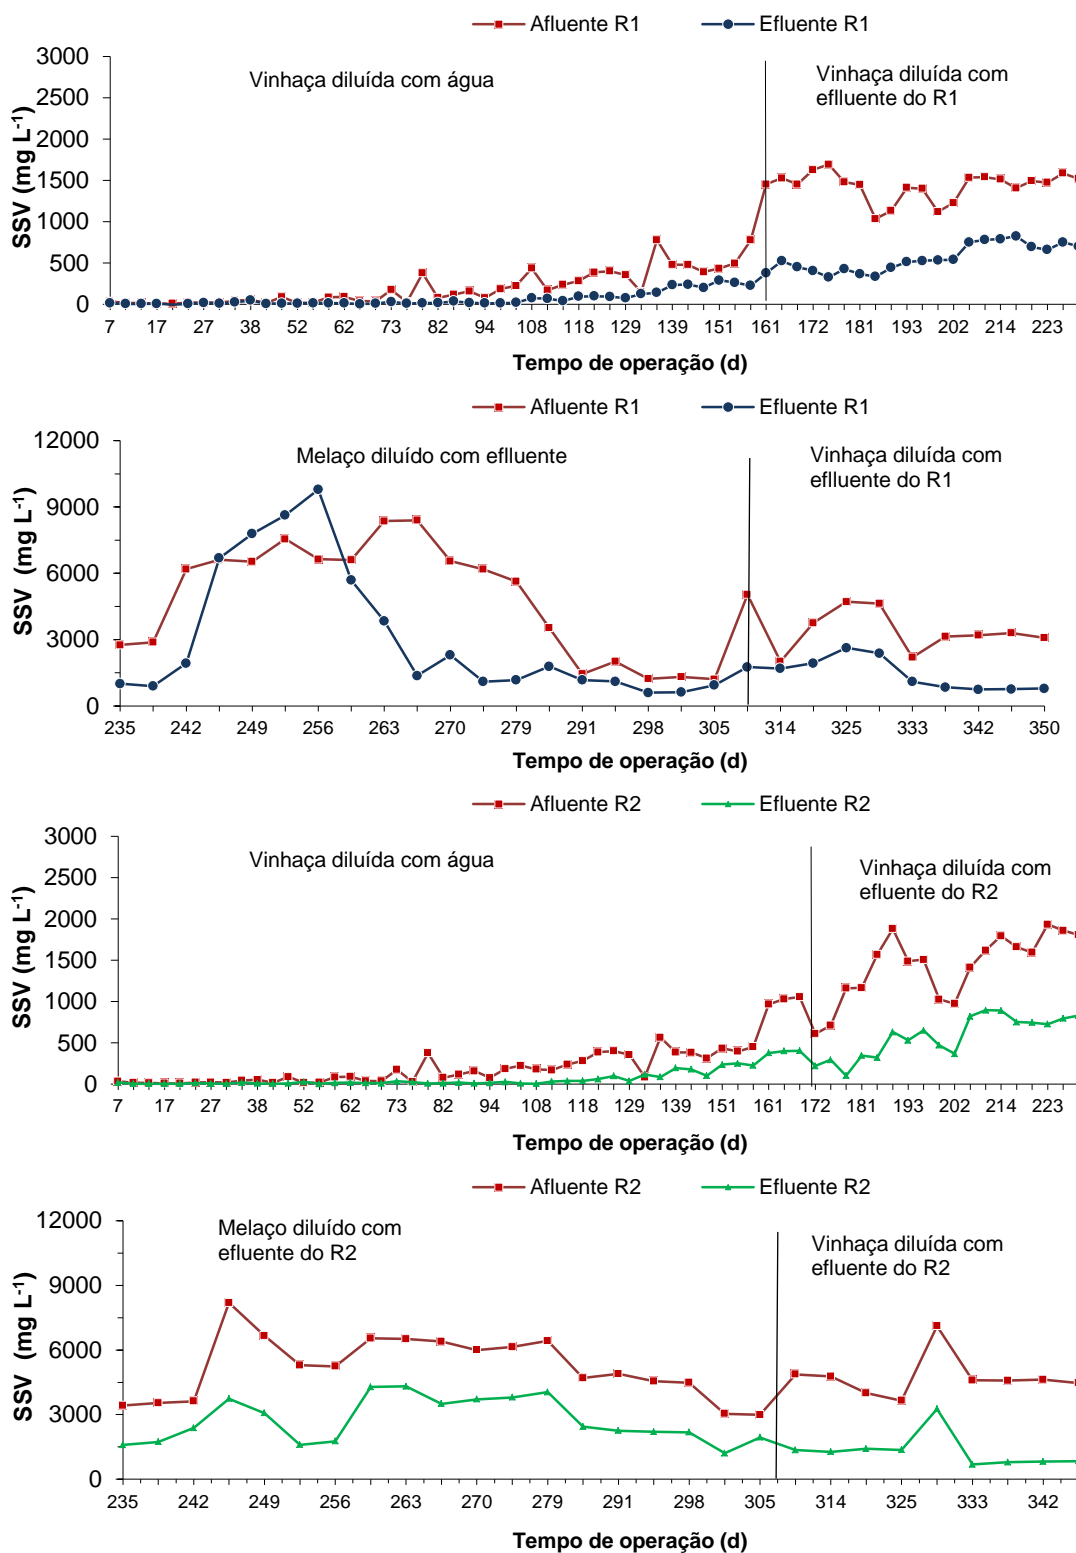 Afluente R1 Efluente R1
3000
2500
2000
1500
1000
500
0
SSV (mg L⁻¹)
Vinhaça diluída com água
Vinhaça diluída com
eflluente do R1
7 17 27 38 52 62 73 82 94 108 118 129 139 151 161 172 181 193 202 214 223
Tempo de operação (d)
Afluente R1 Efluente R1
12000
9000
6000
3000
0
SSV (mg L⁻¹)
Melaço diluído com eflluente
Vinhaça diluída com
eflluente do R1
235 242 249 256 263 270 279 291 298 305 314 325 333 342 350
Tempo de operação (d)
Afluente R2 Efluente R2
3000
2500
2000
1500
1000
500
0
SSV (mg L⁻¹)
Vinhaça diluída com água
Vinhaça diluída com
efluente do R2
7 17 27 38 52 62 73 82 94 108 118 129 139 151 161 172 181 193 202 214 223
Tempo de operação (d)
Afluente R2 Efluente R2
12000
9000
6000
3000
0
SSV (mg L⁻¹)
Melaço diluído com
efluente do R2
Vinhaça diluída com
efluente do R2
235 242 249 256 263 270 279 291 298 305 314 325 333 342
Tempo de operação (d)